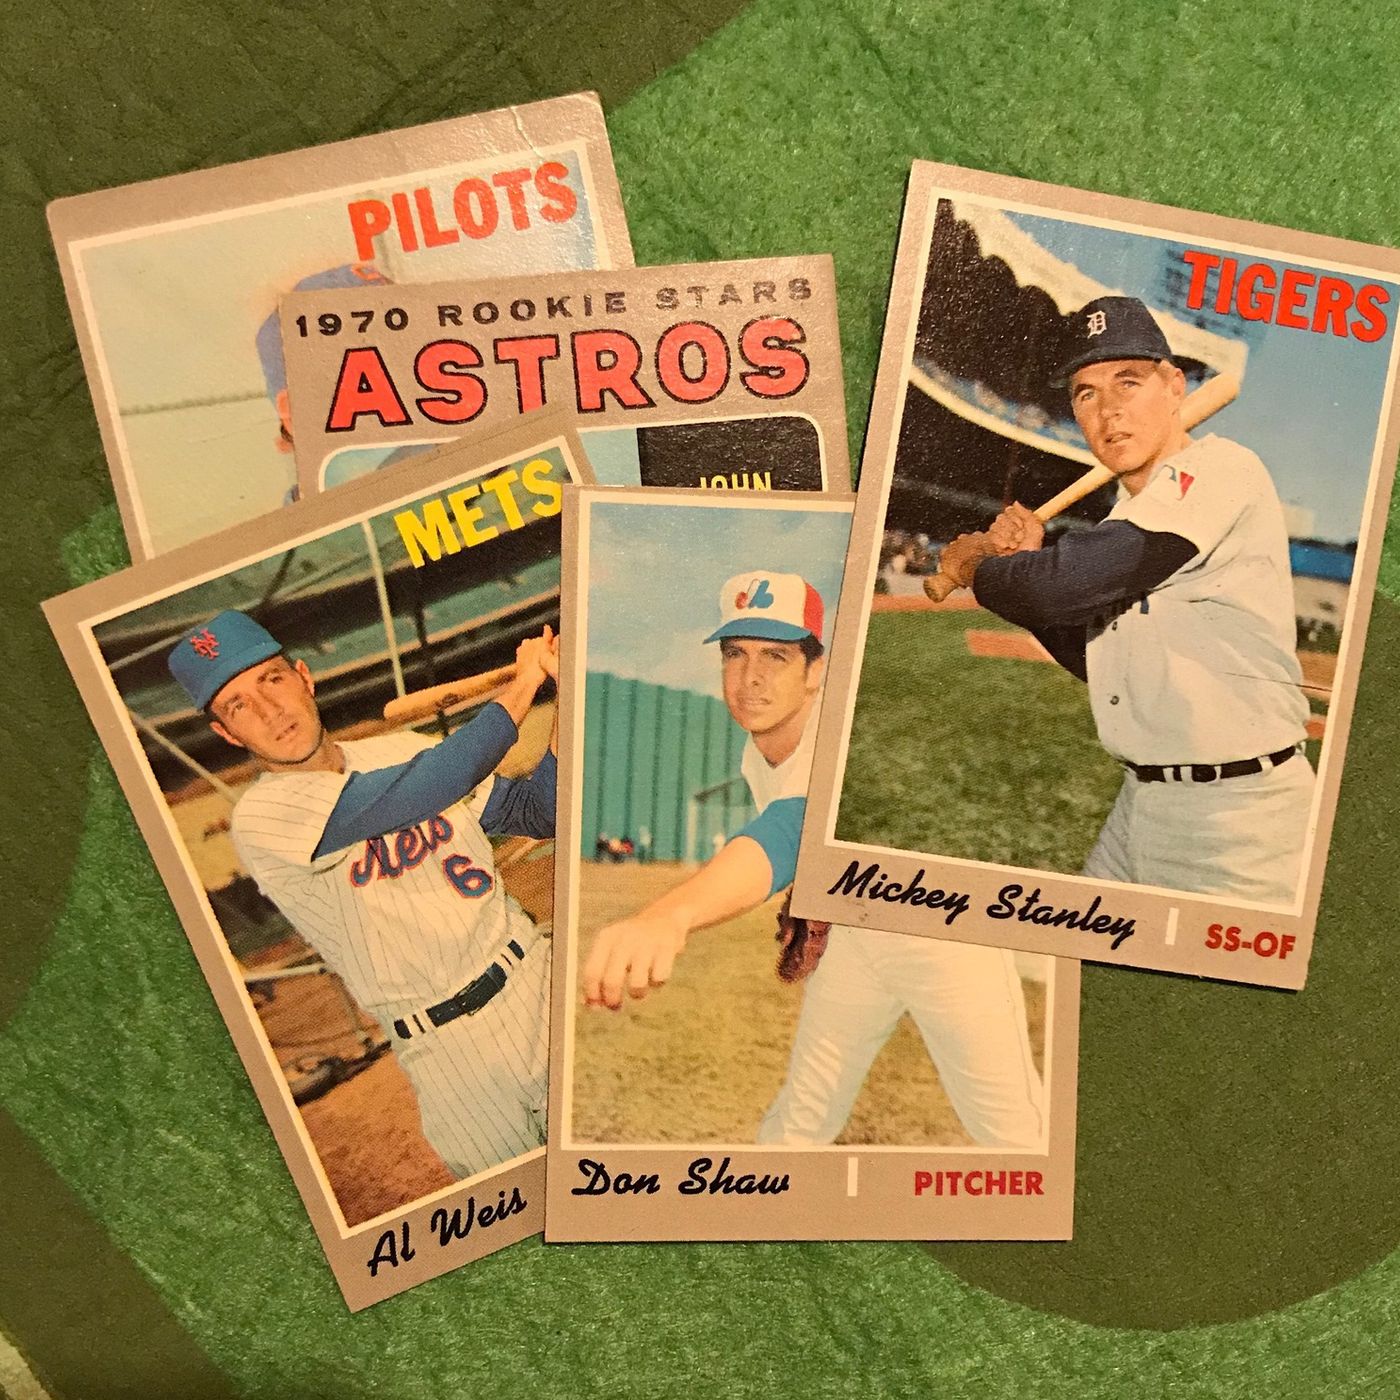 PILOTS
1970 ROOKIE STARS
ASTROS
JOHN
METS
Mets
6
Al Weis
Don Shaw
PITCHER
TIGERS
D
Mickey Stanley
SS-OF